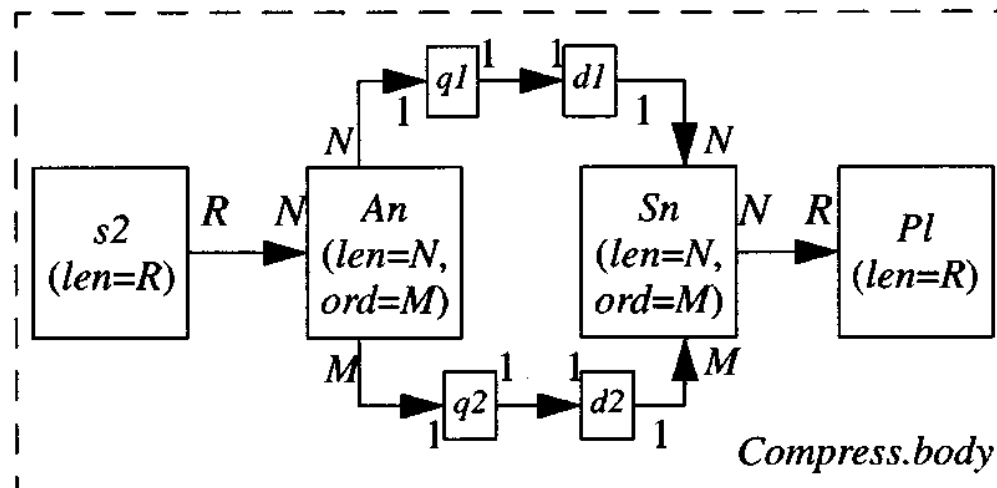 1 1
q1 d1
1 1
N N
s2
(len=R)
R N
An
(len=N,
ord=M)
Sn
(len=N,
ord=M)
N R
Pl
(len=R)
M M
1 1
q2 d2
1 1
Compress.body